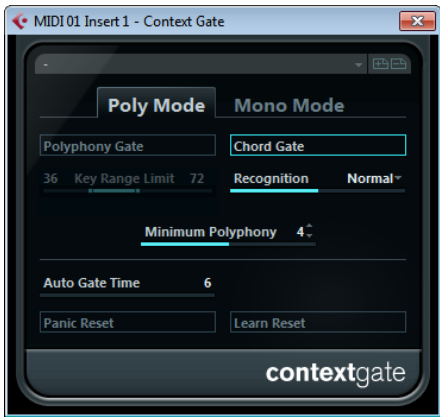 MIDI 01 Insert 1 - Context Gate
-
Poly Mode Mono Mode
Polyphony Gate Chord Gate
36 Key Range Limit 72 Recognition Normal
Minimum Polyphony 4
Auto Gate Time 6
Panic Reset Learn Reset
contextgate